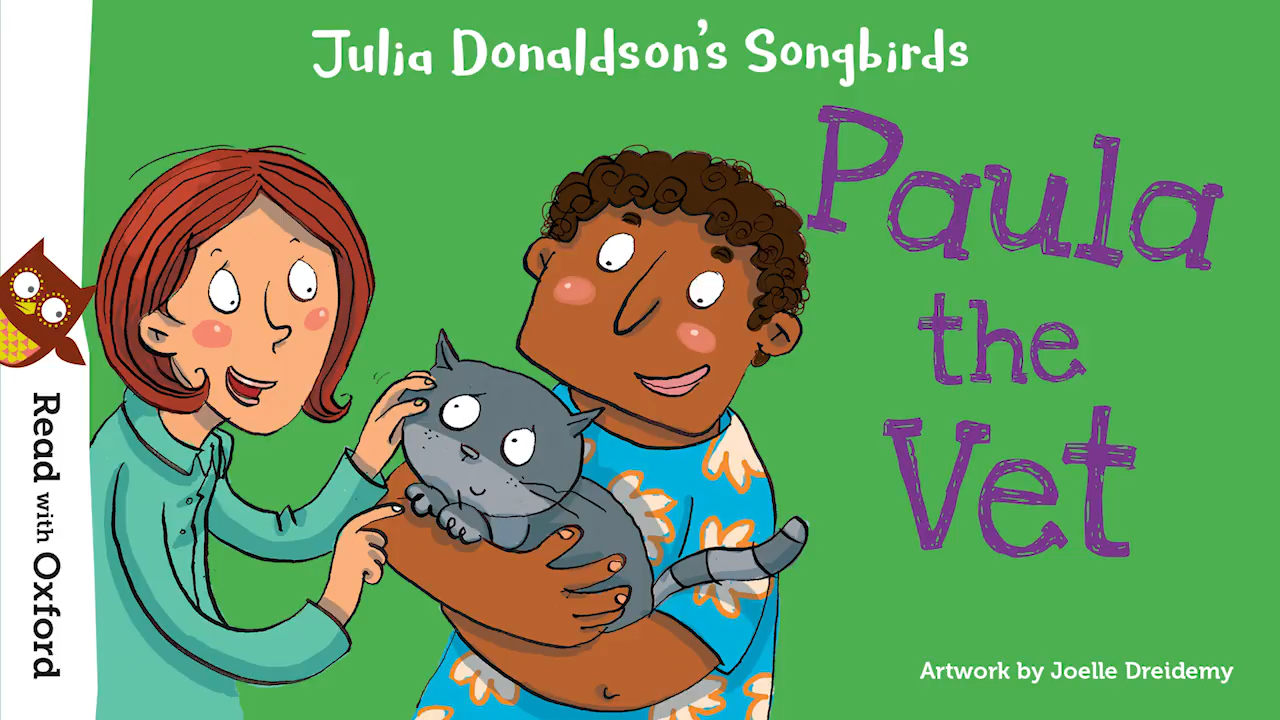 Julia Donaldson's Songbirds
Paula
the
Vet
Read with Oxford
Artwork by Joelle Dreidemy